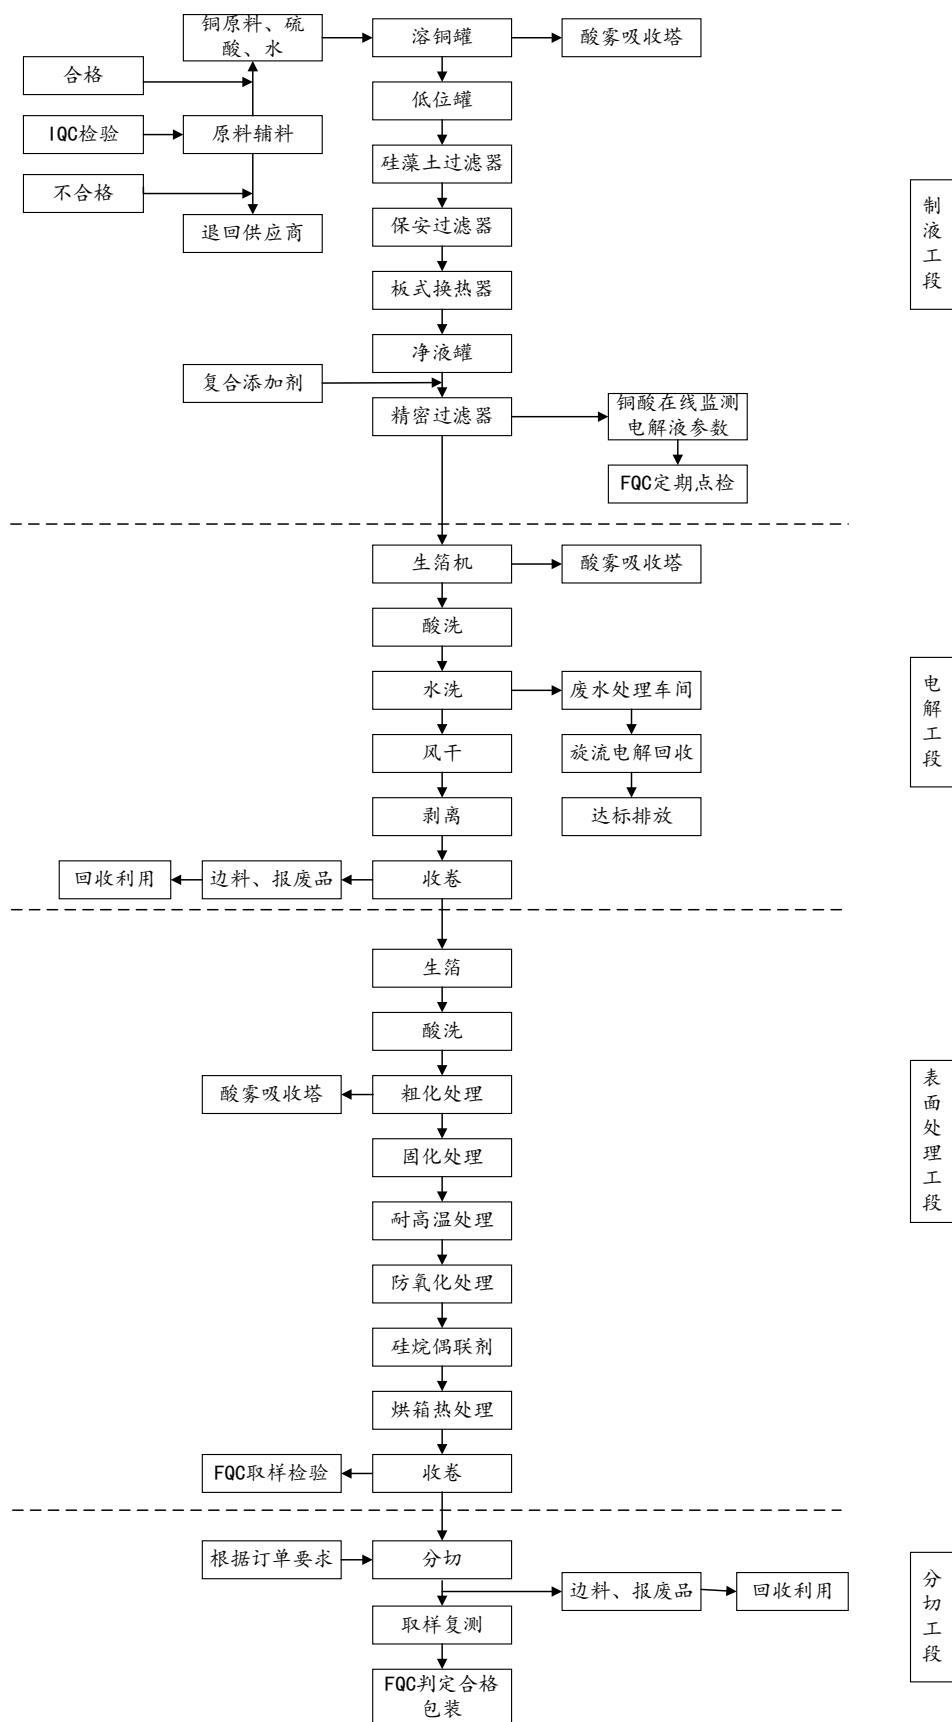 铜原料、硫
酸、水
溶铜罐
酸雾吸收塔
合格
低位罐
IQC检验
原料辅料
硅藻土过滤器
不合格
退回供应商
保安过滤器
制
液
工
段
板式换热器
净液罐
复合添加剂
精密过滤器
铜酸在线监测
电解液参数
FQC定期点检
生箔机
酸雾吸收塔
酸洗
水洗
废水处理车间
电
解
工
段
风干
旋流电解回收
剥离
达标排放
回收利用
边料、报废品
收卷
生箔
酸洗
酸雾吸收塔
粗化处理
表
面
处
理
工
段
固化处理
耐高温处理
防氧化处理
硅烷偶联剂
烘箱热处理
FQC取样检验
收卷
根据订单要求
分切
边料、报废品
回收利用
分
切
工
段
取样复测
FQC判定合格
包装